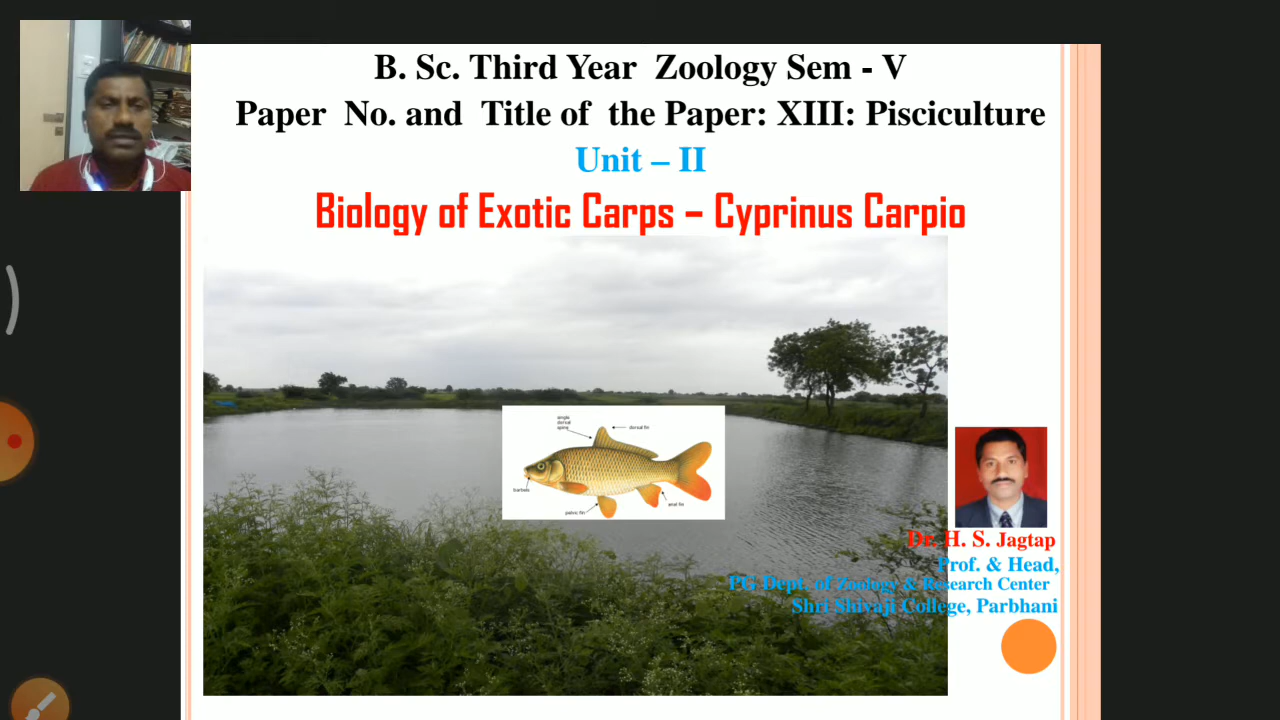 B. Sc. Third Year Zoology Sem - V
Paper No. and Title of the Paper: XIII: Pisciculture
Unit – II
Biology of Exotic Carps – Cyprinus Carpio
single
dorsal
spine
dorsal fin
barbels
pelvic fin
anal fin
Dr. H. S. Jagtap
Prof. & Head,
PG Dept. of Zoology & Research Center
Shri Shivaji College, Parbhani